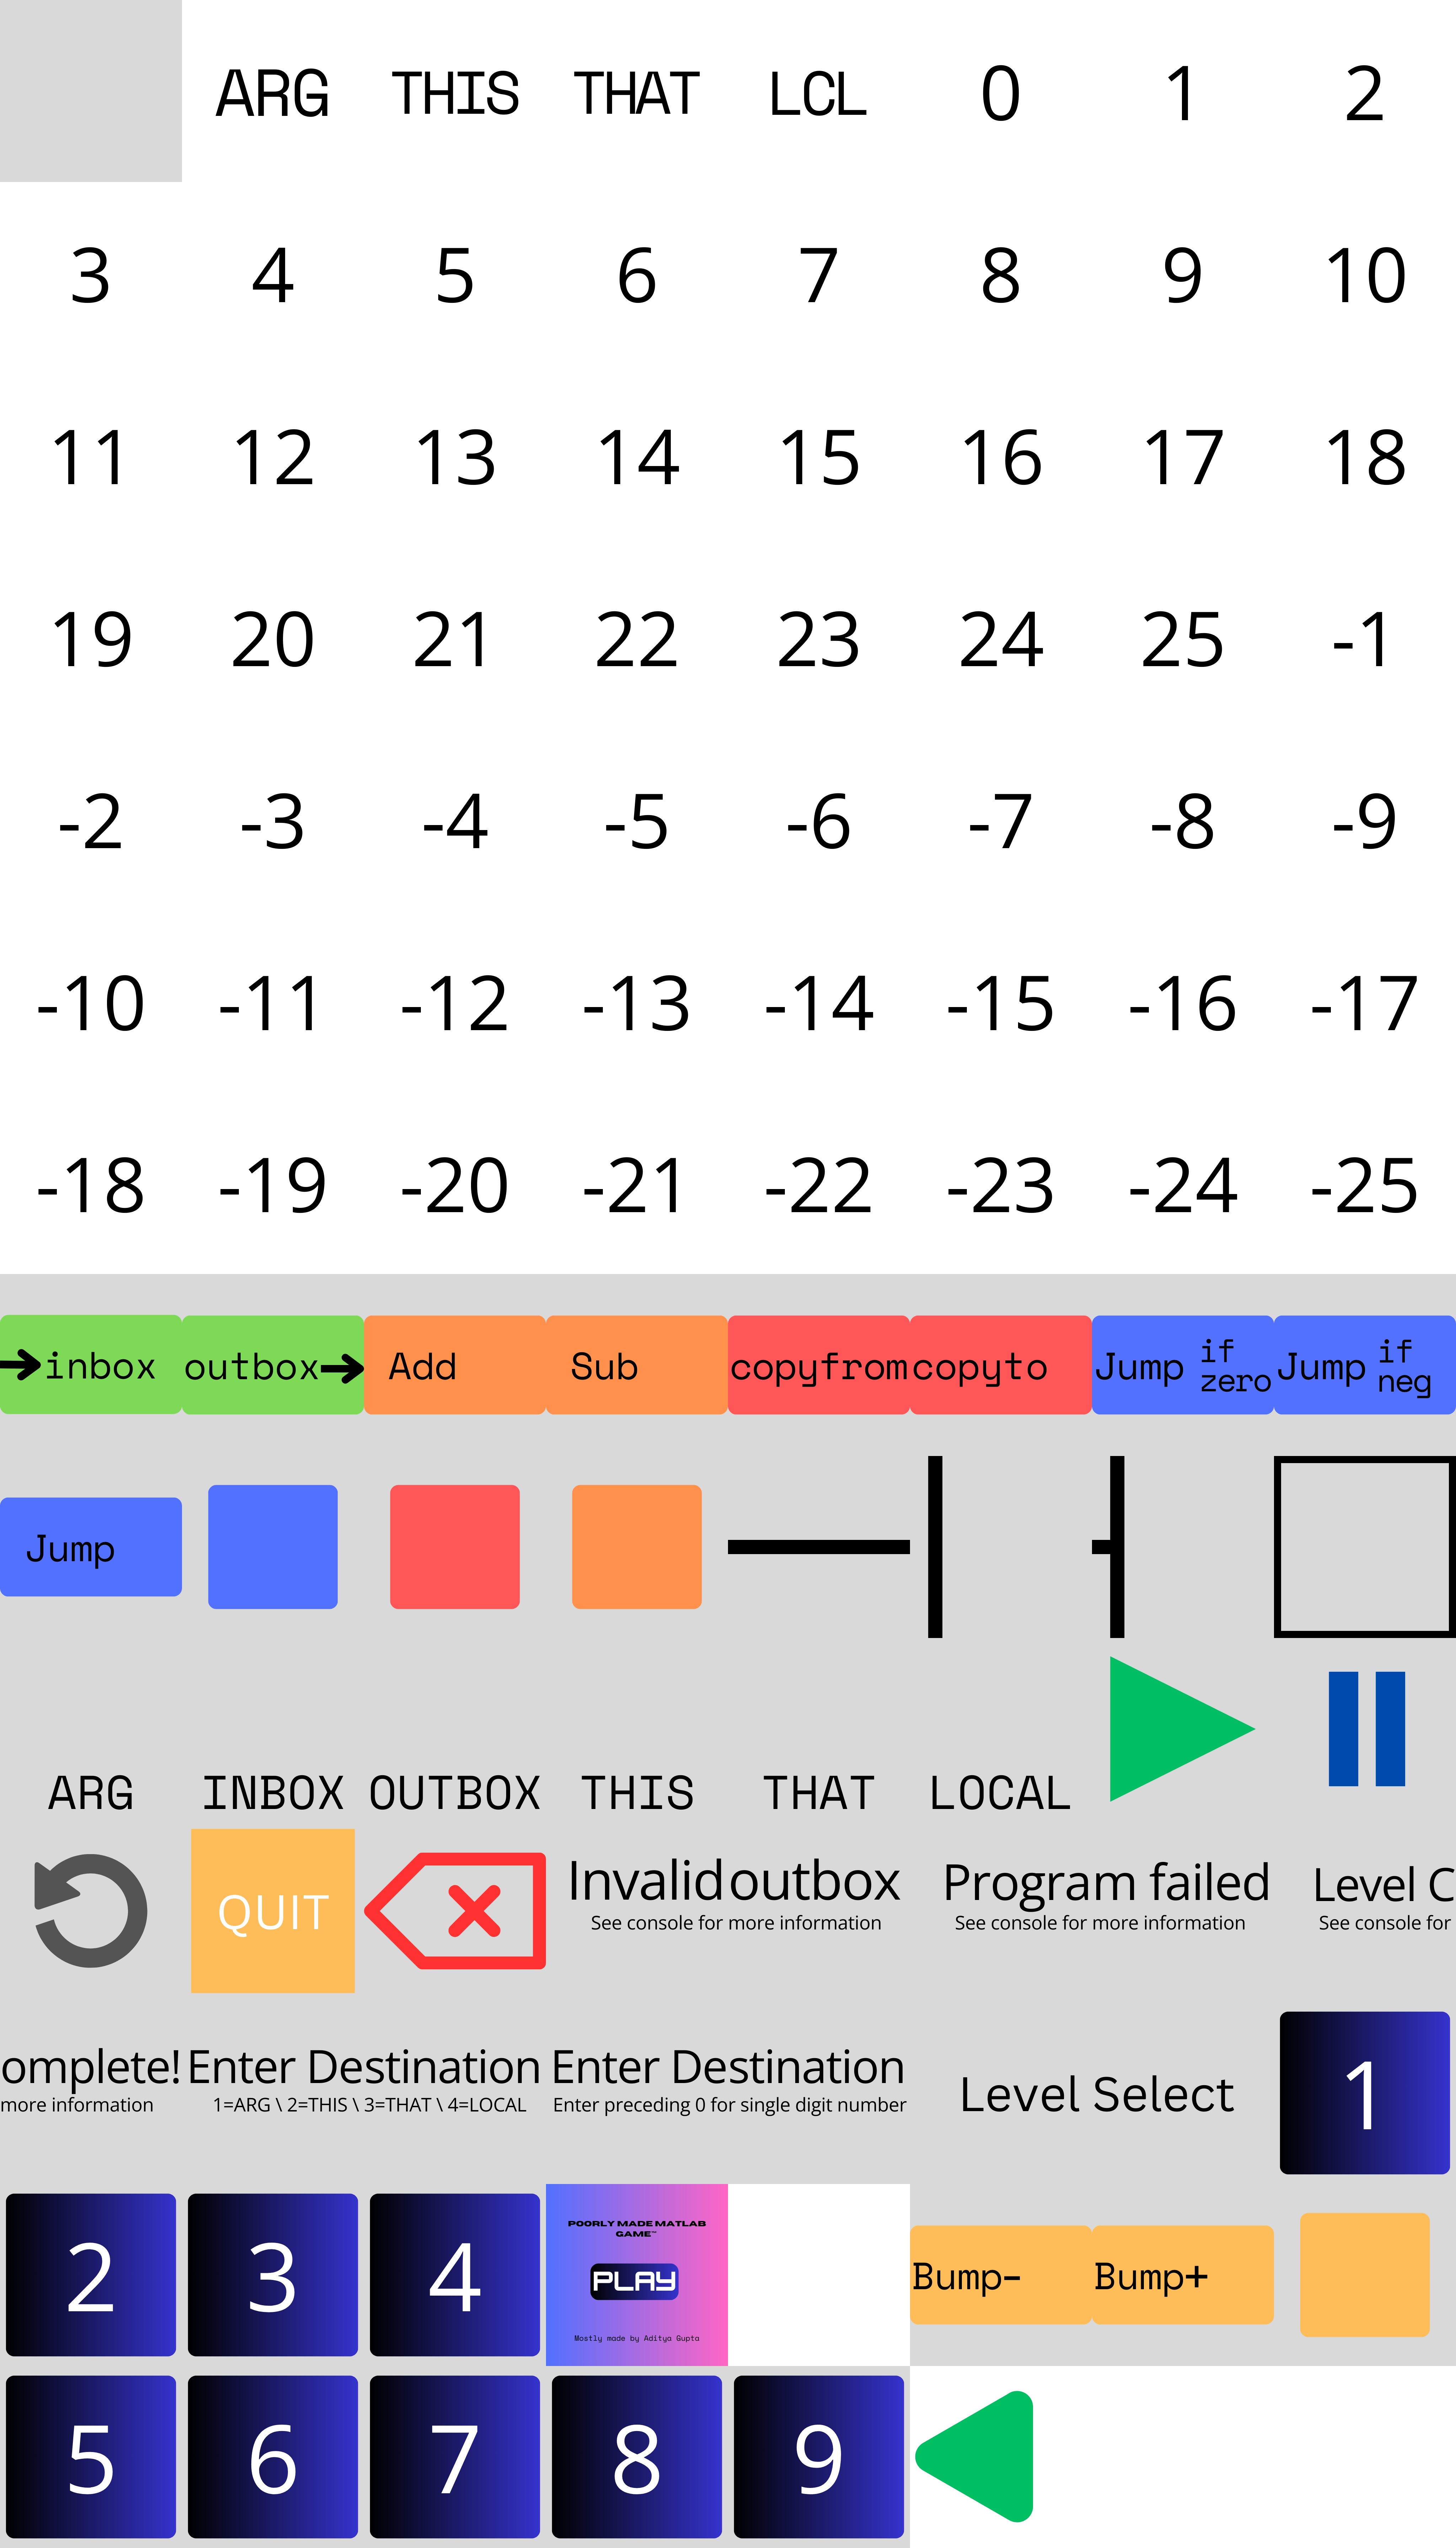 ARG THIS THAT LCL 0 1 2
3 4 5 6 7 8 9 10
11 12 13 14 15 16 17 18
19 20 21 22 23 24 25 -1
-2 -3 -4 -5 -6 -7 -8 -9
-10 -11 -12 -13 -14 -15 -16 -17
-18 -19 -20 -21 -22 -23 -24 -25
inbox outbox Add Sub copyfrom copyto Jump if zero Jump if neg
Jump
ARG INBOX OUTBOX THIS THAT LOCAL
QUIT
Invalid outbox
See console for more information
Program failed
See console for more information
Level C
See console for
omplete!
more information
Enter Destination
1=ARG \ 2=THIS \ 3=THAT \ 4=LOCAL
Enter Destination
Enter preceding 0 for single digit number
Level Select
1
2 3 4
POORLY MADE MATLAB
GAME™
PLAY
Mostly made by Aditya Gupta
Bump- Bump+
5 6 7 8 9